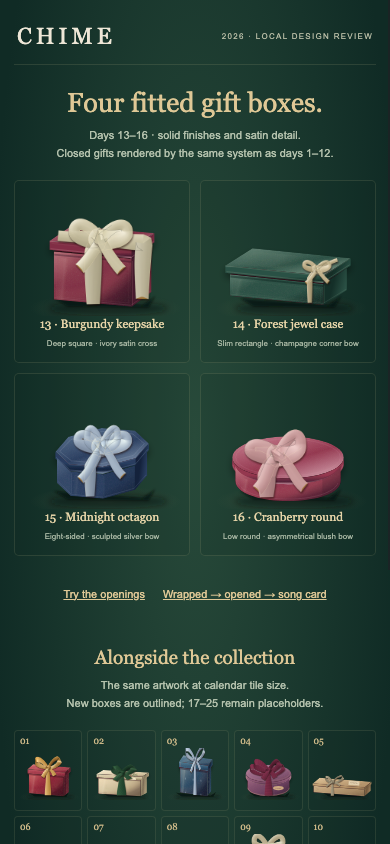 CHIME
2026 · LOCAL DESIGN REVIEW
Four fitted gift boxes.
Days 13–16 · solid finishes and satin detail.
Closed gifts rendered by the same system as days 1–12.
13 · Burgundy keepsake
Deep square · ivory satin cross
14 · Forest jewel case
Slim rectangle · champagne corner bow
15 · Midnight octagon
Eight-sided · sculpted silver bow
16 · Cranberry round
Low round · asymmetrical blush bow
Try the openings
Wrapped → opened → song card
Alongside the collection
The same artwork at calendar tile size.
New boxes are outlined; 17–25 remain placeholders.
01
02
03
04
05
06
07
08
09
10